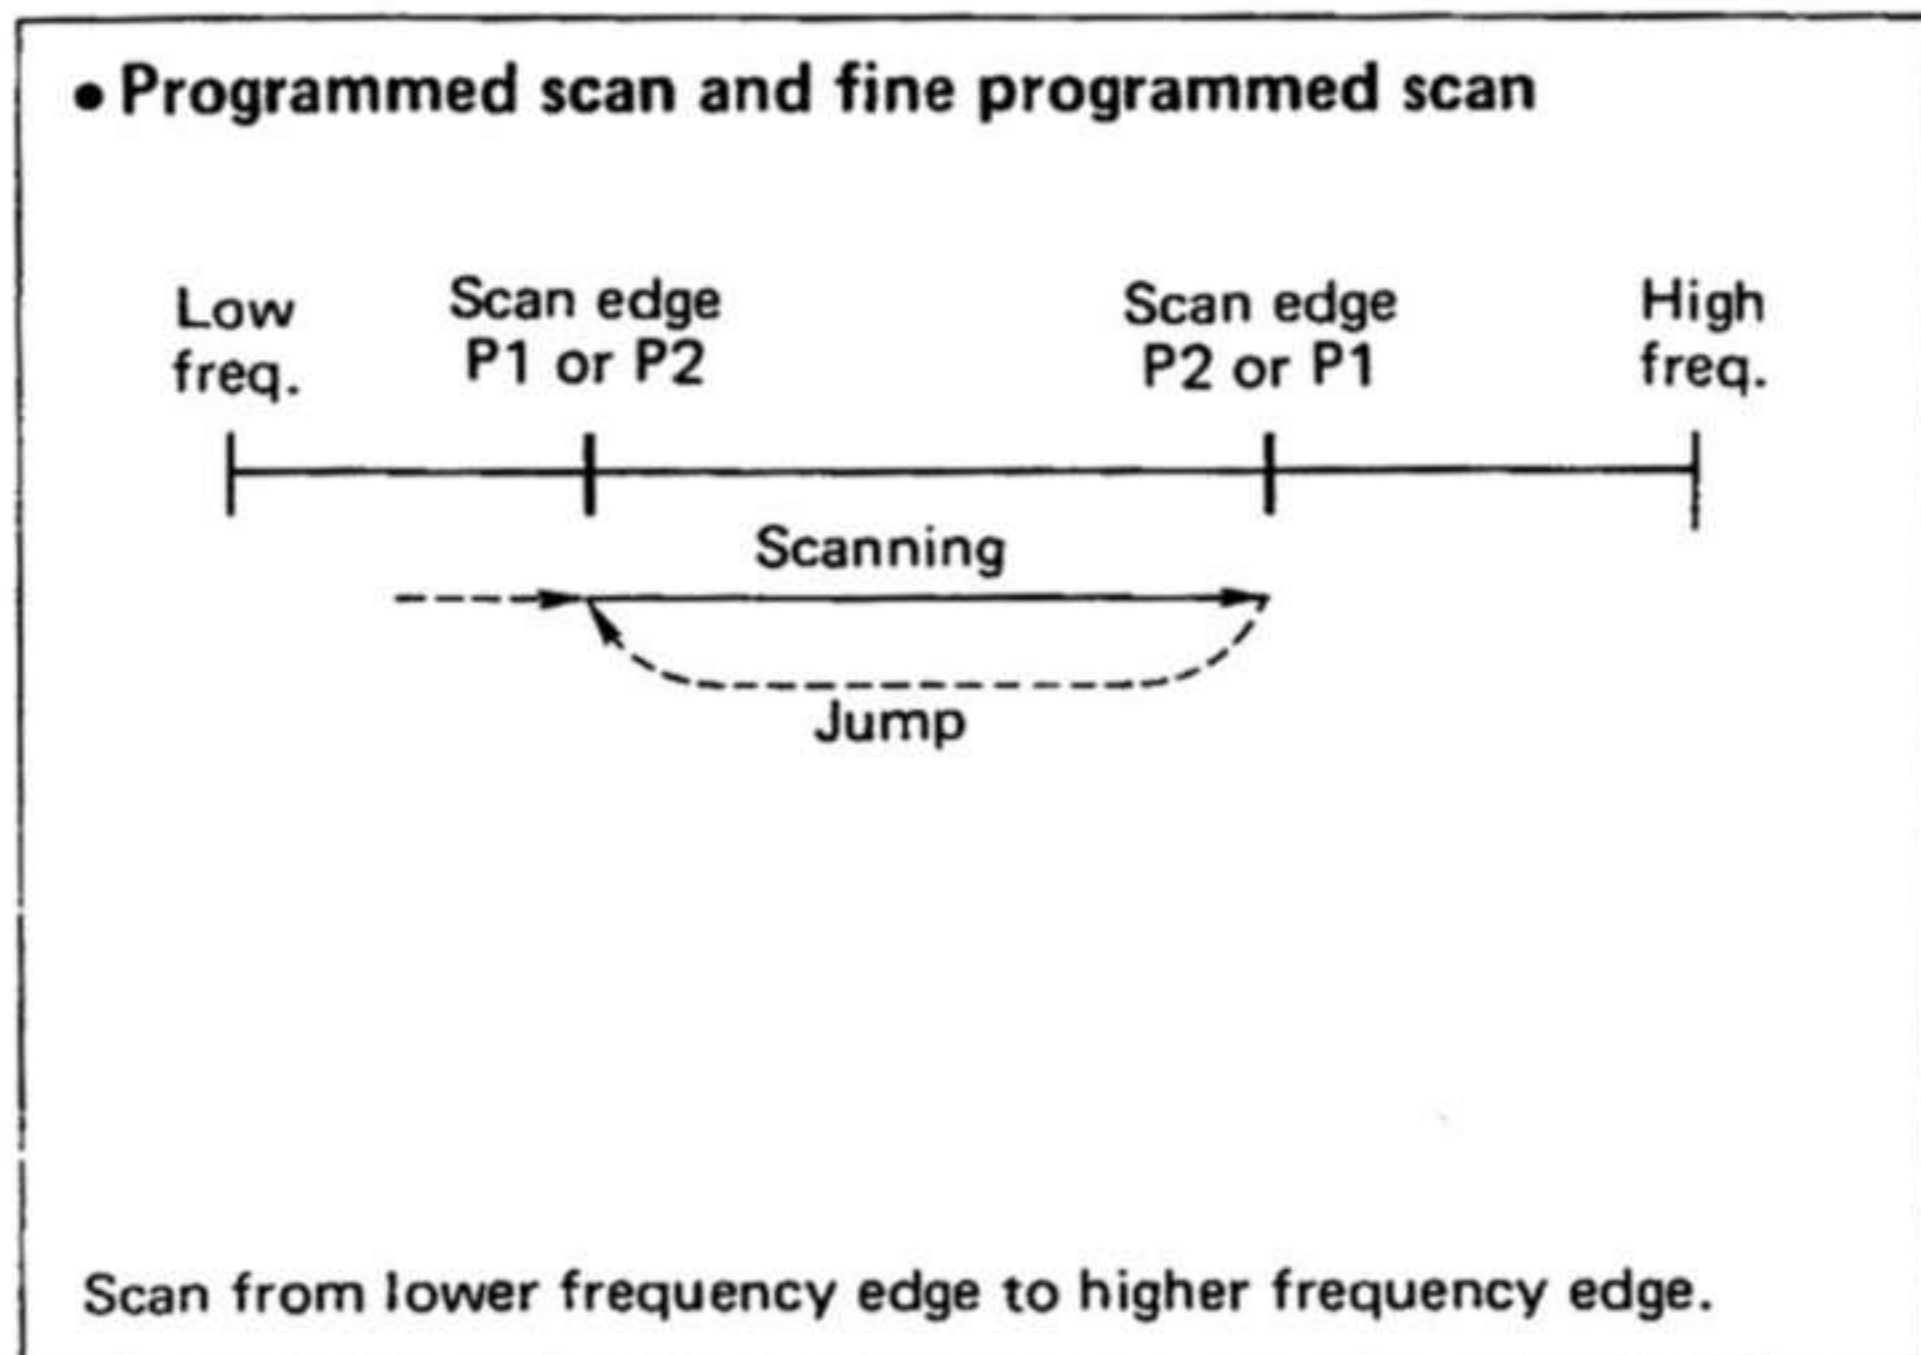 • Programmed scan and fine programmed scan
Low freq.
Scan edge P1 or P2
Scan edge P2 or P1
High freq.
Scanning
Jump
Scan from lower frequency edge to higher frequency edge.